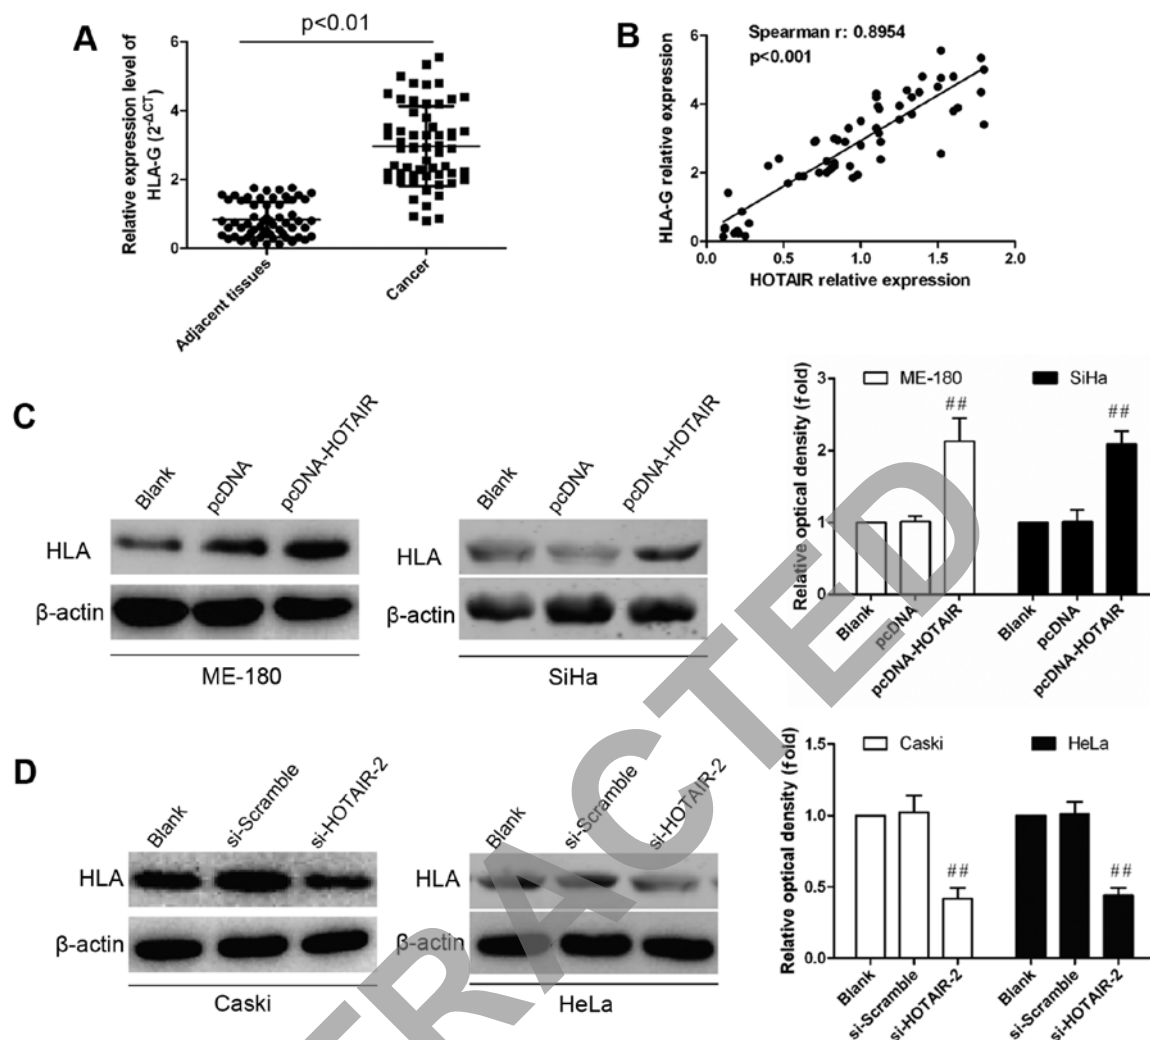 A
p<0.01
Relative expression level of
HLA-G (2-ΔCT)
6
4
2
0
Adjacent tissues
Cancer
B
Spearman r: 0.8954
p<0.001
HLA-G relative expression
6
4
2
0
0.0 0.5 1.0 1.5 2.0
HOTAIR relative expression
C
Blank pcDNA pcDNA-HOTAIR
HLA
β-actin
ME-180
Blank pcDNA pcDNA-HOTAIR
HLA
β-actin
SiHa
ME-180 SiHa
Relative optical density (fold)
3
2
1
0
## ##
Blank pcDNA pcDNA-HOTAIR Blank pcDNA pcDNA-HOTAIR
D
Blank si-Scramble si-HOTAIR-2
HLA
β-actin
Caski
Blank si-Scramble si-HOTAIR-2
HLA
β-actin
HeLa
Caski HeLa
Relative optical density (fold)
1.5
1.0
0.5
0.0
## ##
Blank si-Scramble si-HOTAIR-2 Blank si-Scramble si-HOTAIR-2
TRACTED